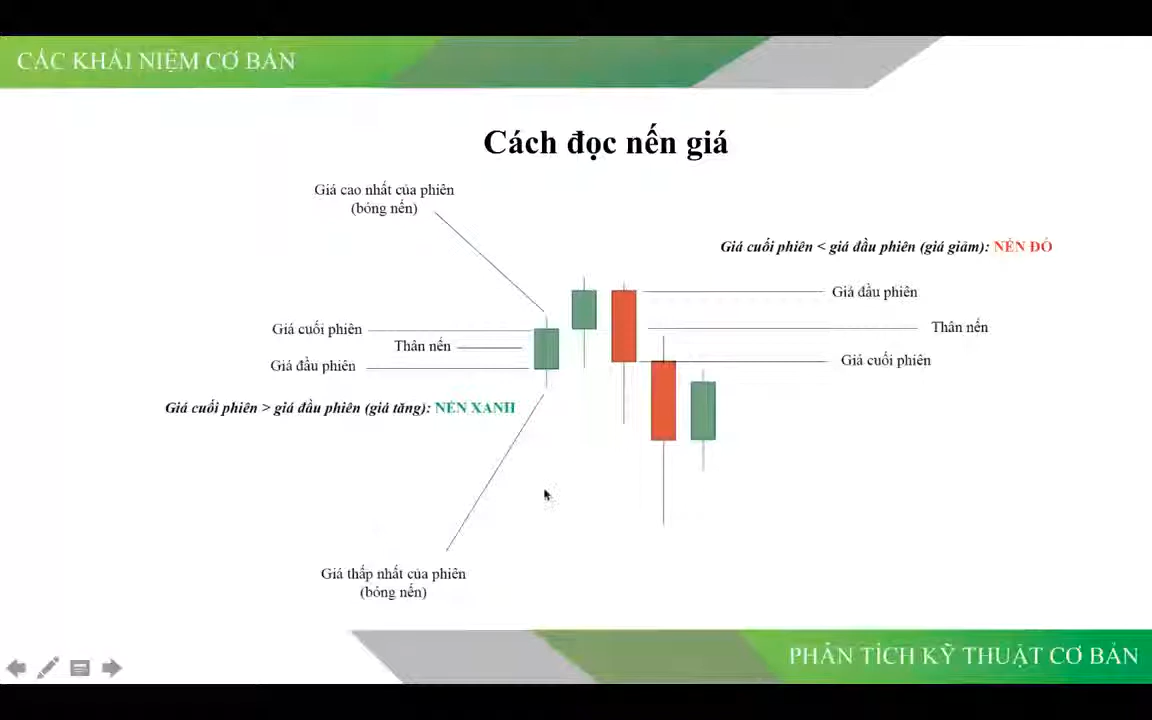 CÁC KHÁI NIỆM CƠ BẢN
Cách đọc nến giá
Giá cao nhất của phiên
(bóng nến)
Giá cuối phiên < giá đầu phiên (giá giảm): NẾN ĐỎ
Giá đầu phiên
Giá cuối phiên
Thân nến
Thân nến
Giá đầu phiên
Giá cuối phiên
Giá cuối phiên > giá đầu phiên (giá tăng): NẾN XANH
Giá thấp nhất của phiên
(bóng nến)
PHÂN TÍCH KỸ THUẬT CƠ BẢN